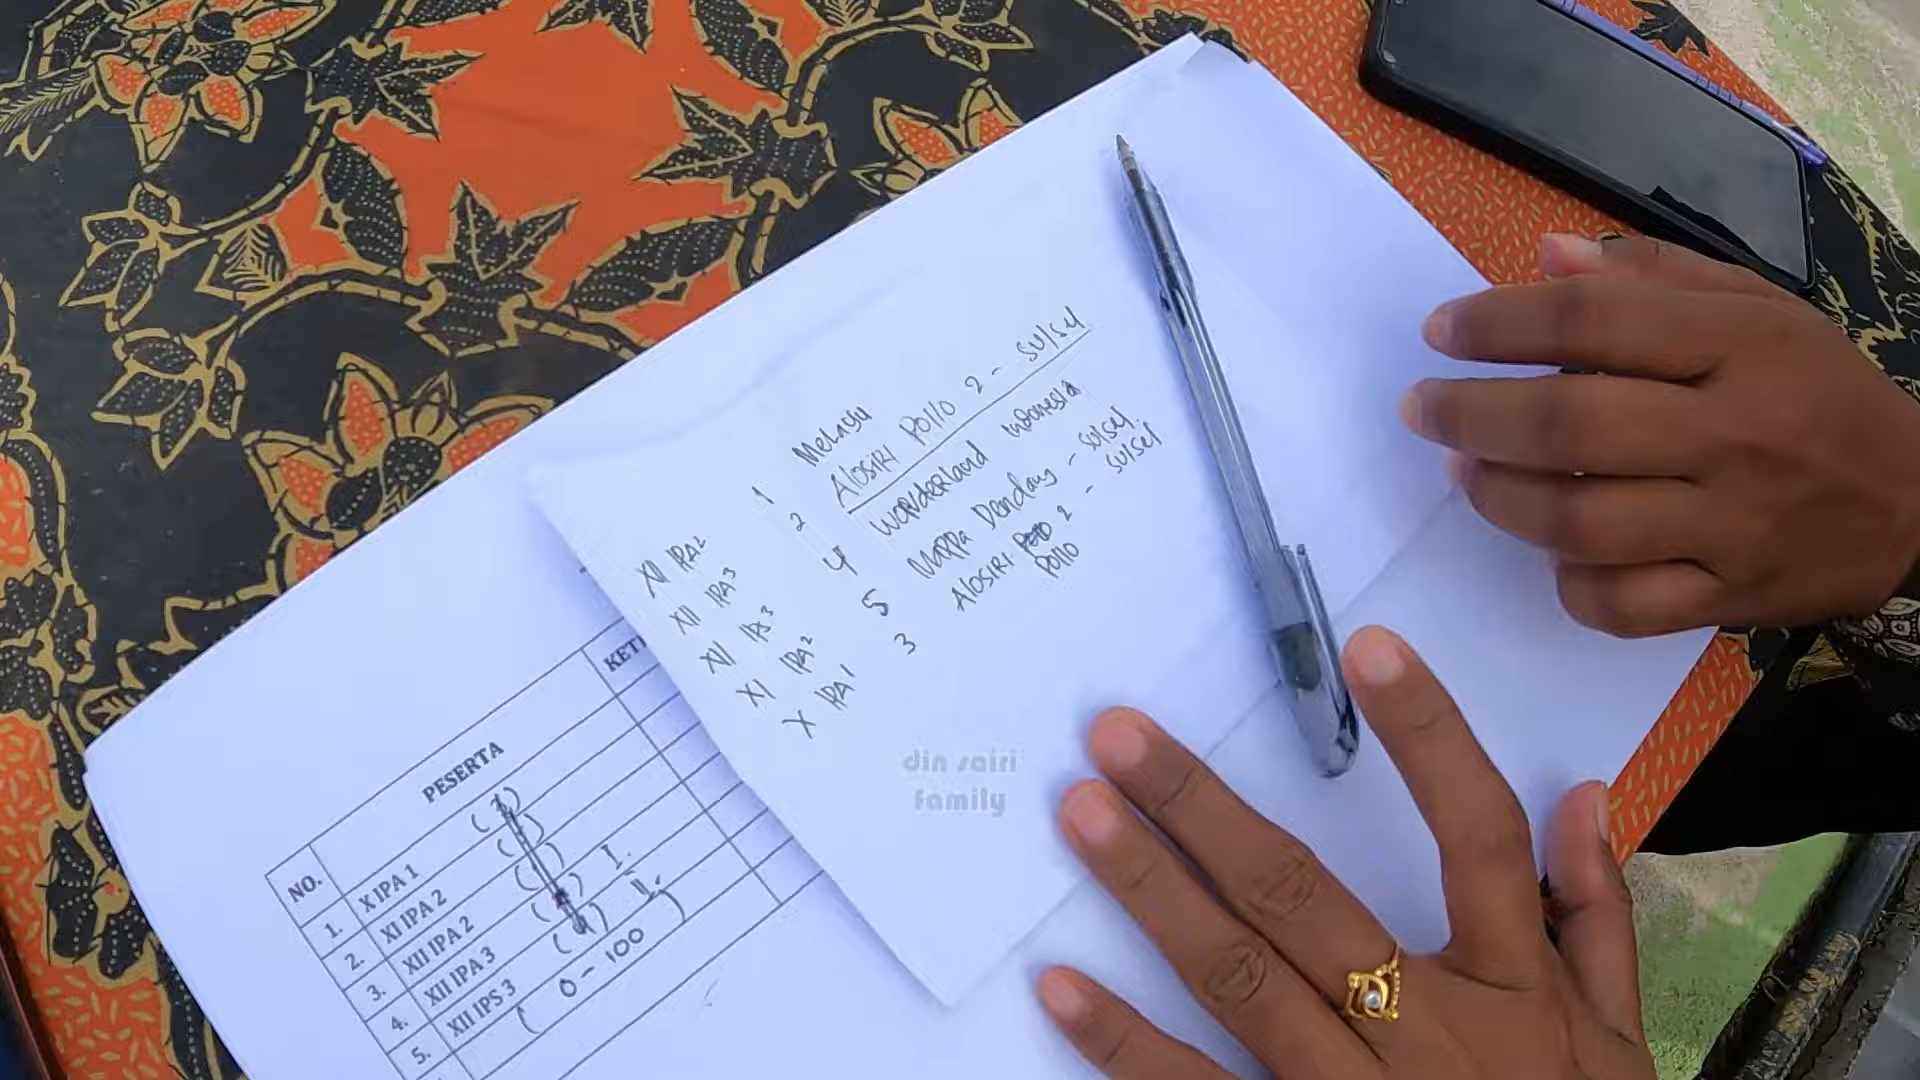 XII IPA2 1 Melayu
XII IPA3 2 Alosiri Pollo 2 - Sulsel
XII IPS3 4 Wonderland Indonesia
XI IPA2 5 Mappa Dendang - Sulsel
X IPA1 3 Alosiri 2 - Sulsel
Pollo
din sairi
family
NO. PESERTA
1. X IPA 1
2. XI IPA 2
3. XII IPA 2
4. XII IPA 3 I.
5. XII IPS 3 II.
( 0 - 100 )